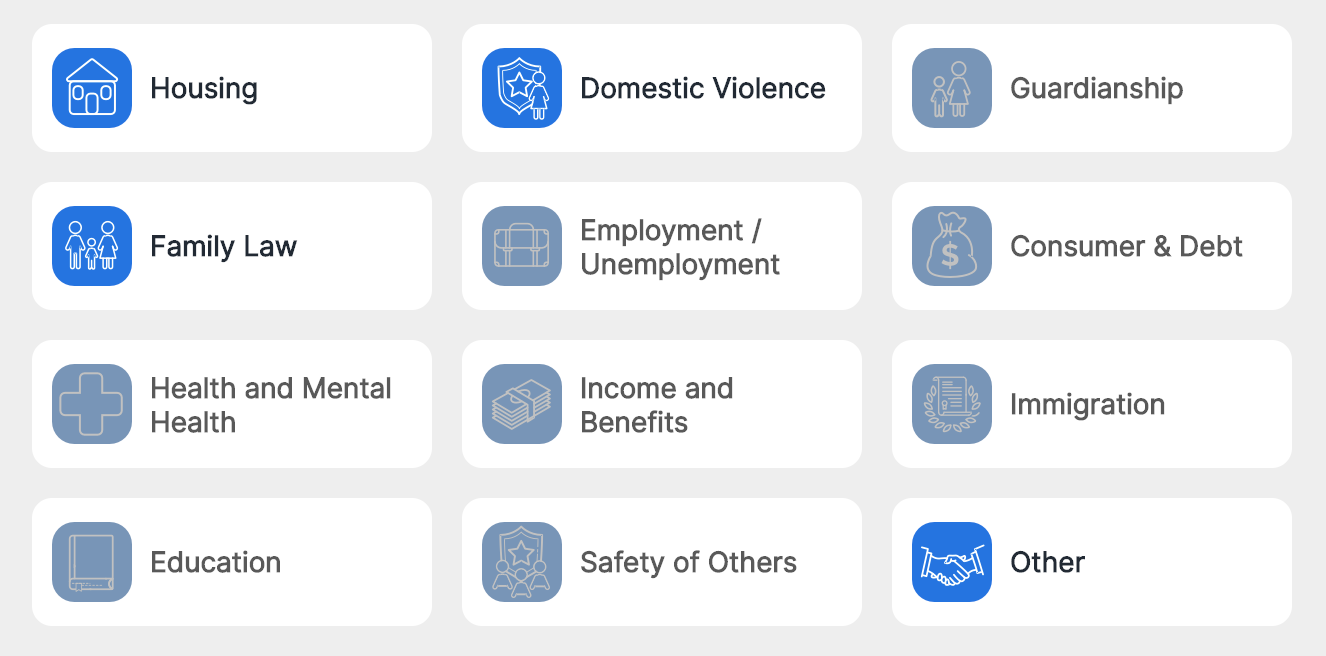 Housing
Domestic Violence
Guardianship
Family Law
Employment /
Unemployment
Consumer & Debt
Health and Mental
Health
Income and
Benefits
Immigration
Education
Safety of Others
Other
$